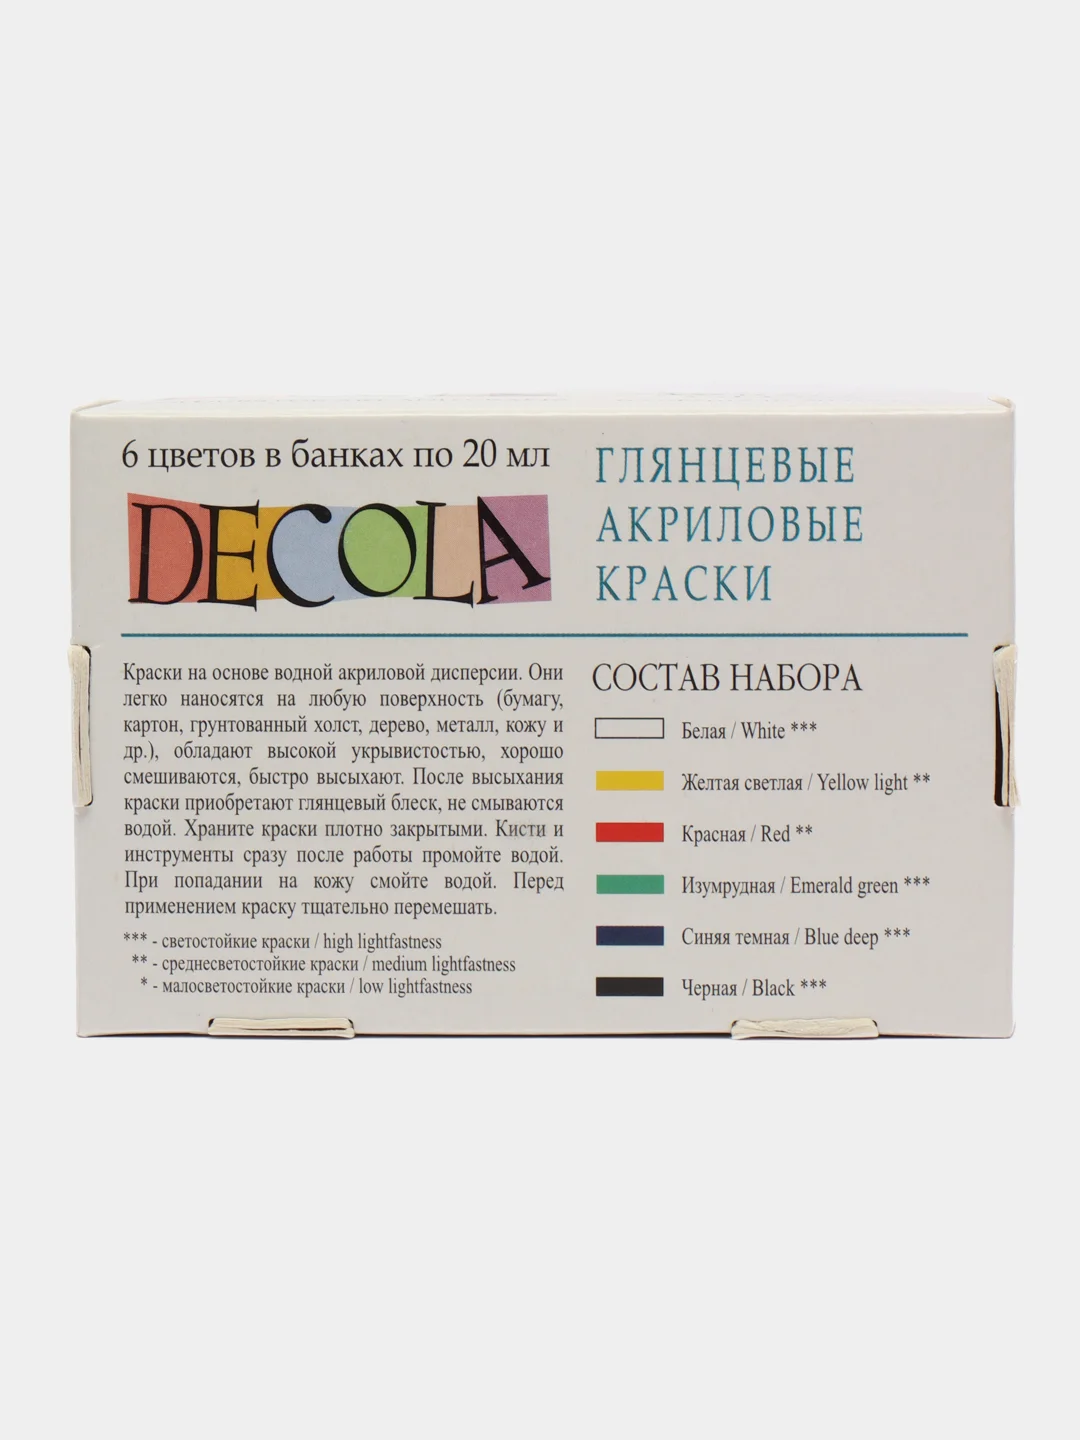 6 цветов в банках по 20 мл
DECOLA
ГЛЯНЦЕВЫЕ
АКРИЛОВЫЕ
КРАСКИ
Краски на основе водной акриловой дисперсии. Они
легко наносятся на любую поверхность (бумагу,
картон, грунтованный холст, дерево, металл, кожу и
др.), обладают высокой укрывистостью, хорошо
смешиваются, быстро высыхают. После высыхания
краски приобретают глянцевый блеск, не смываются
водой. Храните краски плотно закрытыми. Кисти и
инструменты сразу после работы промойте водой.
При попадании на кожу смойте водой. Перед
применением краску тщательно перемешать.
*** - светостойкие краски / high lightfastness
** - среднесветостойкие краски / medium lightfastness
* - малосветостойкие краски / low lightfastness
СОСТАВ НАБОРА
Белая / White ***
Желтая светлая / Yellow light **
Красная / Red **
Изумрудная / Emerald green ***
Синяя темная / Blue deep ***
Черная / Black ***